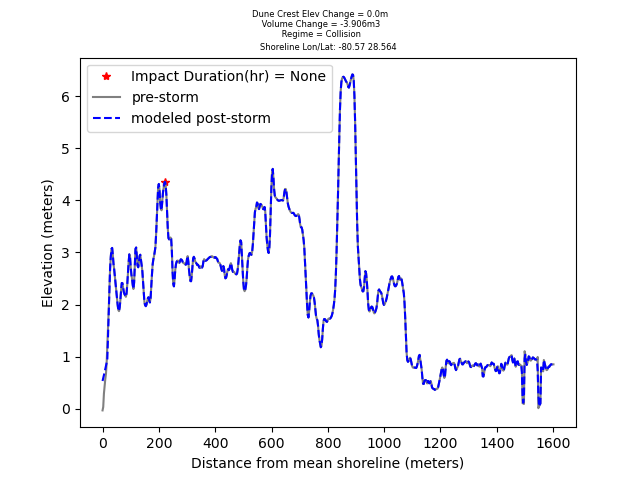 Dune Crest Elev Change = 0.0m
Volume Change = -3.906m3
Regime = Collision
Shoreline Lon/Lat: -80.57 28.564
Impact Duration(hr) = None
pre-storm
modeled post-storm
Elevation (meters)
6
5
4
3
2
1
0
0 200 400 600 800 1000 1200 1400 1600
Distance from mean shoreline (meters)